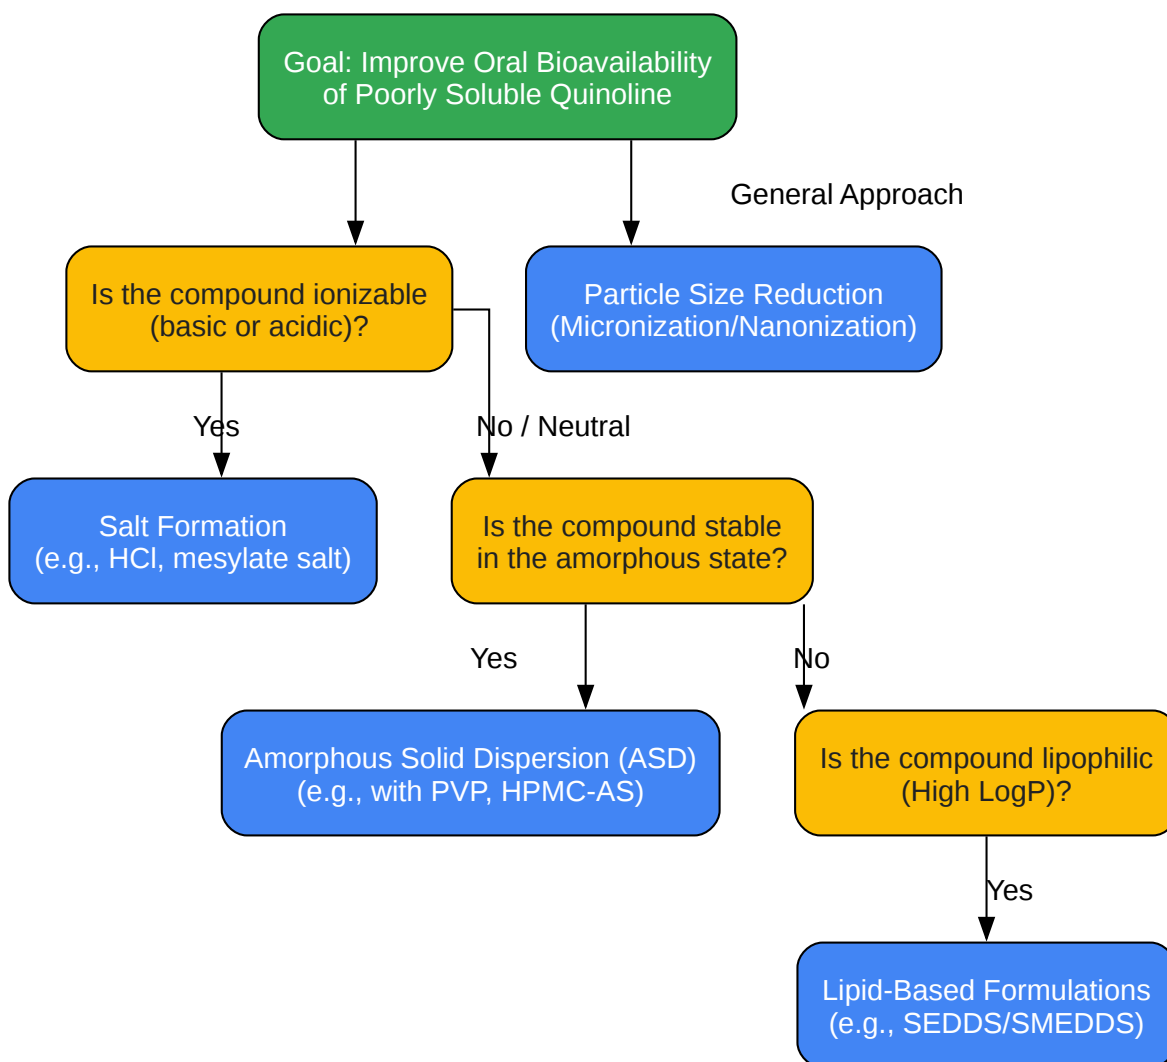 Goal: Improve Oral Bioavailability
of Poorly Soluble Quinoline
General Approach
Is the compound ionizable
(basic or acidic)?
Particle Size Reduction
(Micronization/Nanonization)
Yes
No / Neutral
Salt Formation
(e.g., HCl, mesylate salt)
Is the compound stable
in the amorphous state?
Yes
No
Amorphous Solid Dispersion (ASD)
(e.g., with PVP, HPMC-AS)
Is the compound lipophilic
(High LogP)?
Yes
Lipid-Based Formulations
(e.g., SEDDS/SMEDDS)